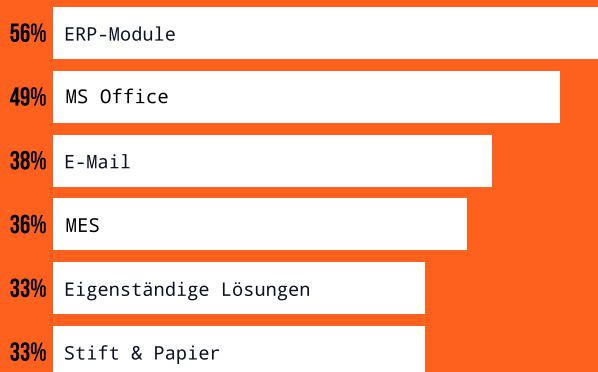 56% ERP-Module
49% MS Office
38% E-Mail
36% MES
33% Eigenständige Lösungen
33% Stift & Papier